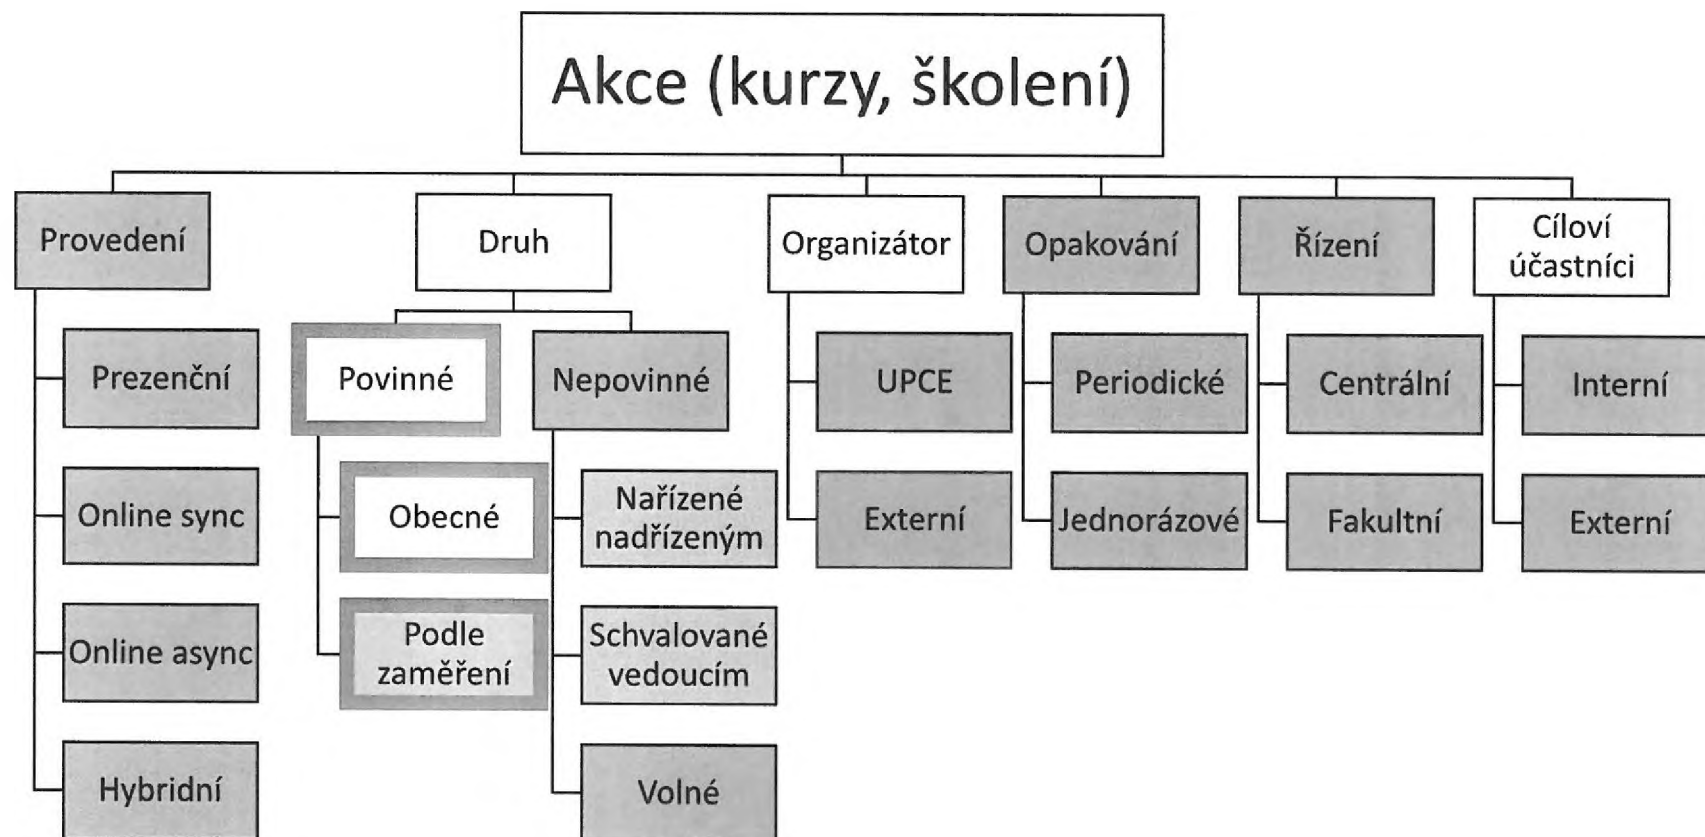 Akce (kurzy, školení)
Provedení
Druh
Organizátor
Opakování
Řízení
Cíloví
účastníci
Prezenční
Online sync
Online async
Hybridní
Povinné
Obecné
Podle
zaměření
Nepovinné
Nařízené
nadřízeným
Schvalované
vedoucím
Volné
UPCE
Externí
Periodické
Jednorázové
Centrální
Fakultní
Interní
Externí